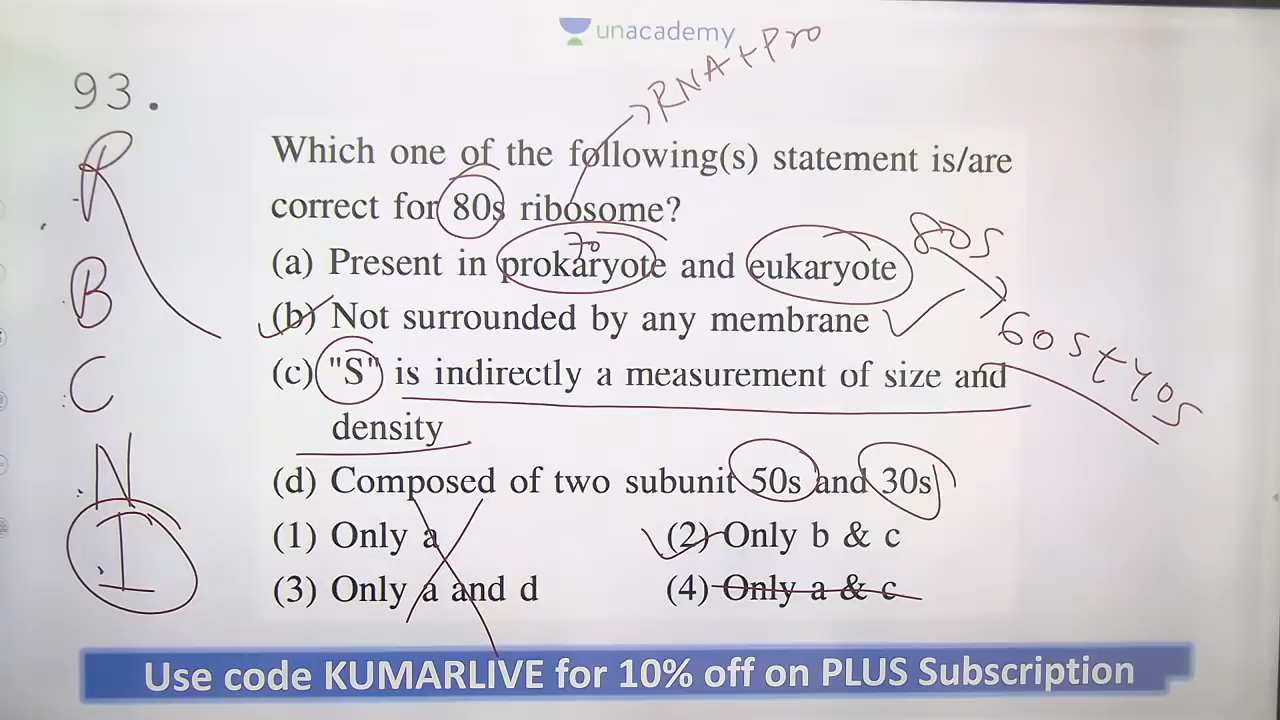 unacademy
RNA + Pro
93.
Which one of the following(s) statement is/are
correct for 80s ribosome?
70
(a) Present in prokaryote and eukaryote
80S
(b) Not surrounded by any membrane
60S + 40S
(c) "S" is indirectly a measurement of size and
density
(d) Composed of two subunit 50s and 30s
(1) Only a
(2) Only b & c
(3) Only a and d
(4) Only a & c
R
B
C
N
I
Use code KUMARLIVE for 10% off on PLUS Subscription